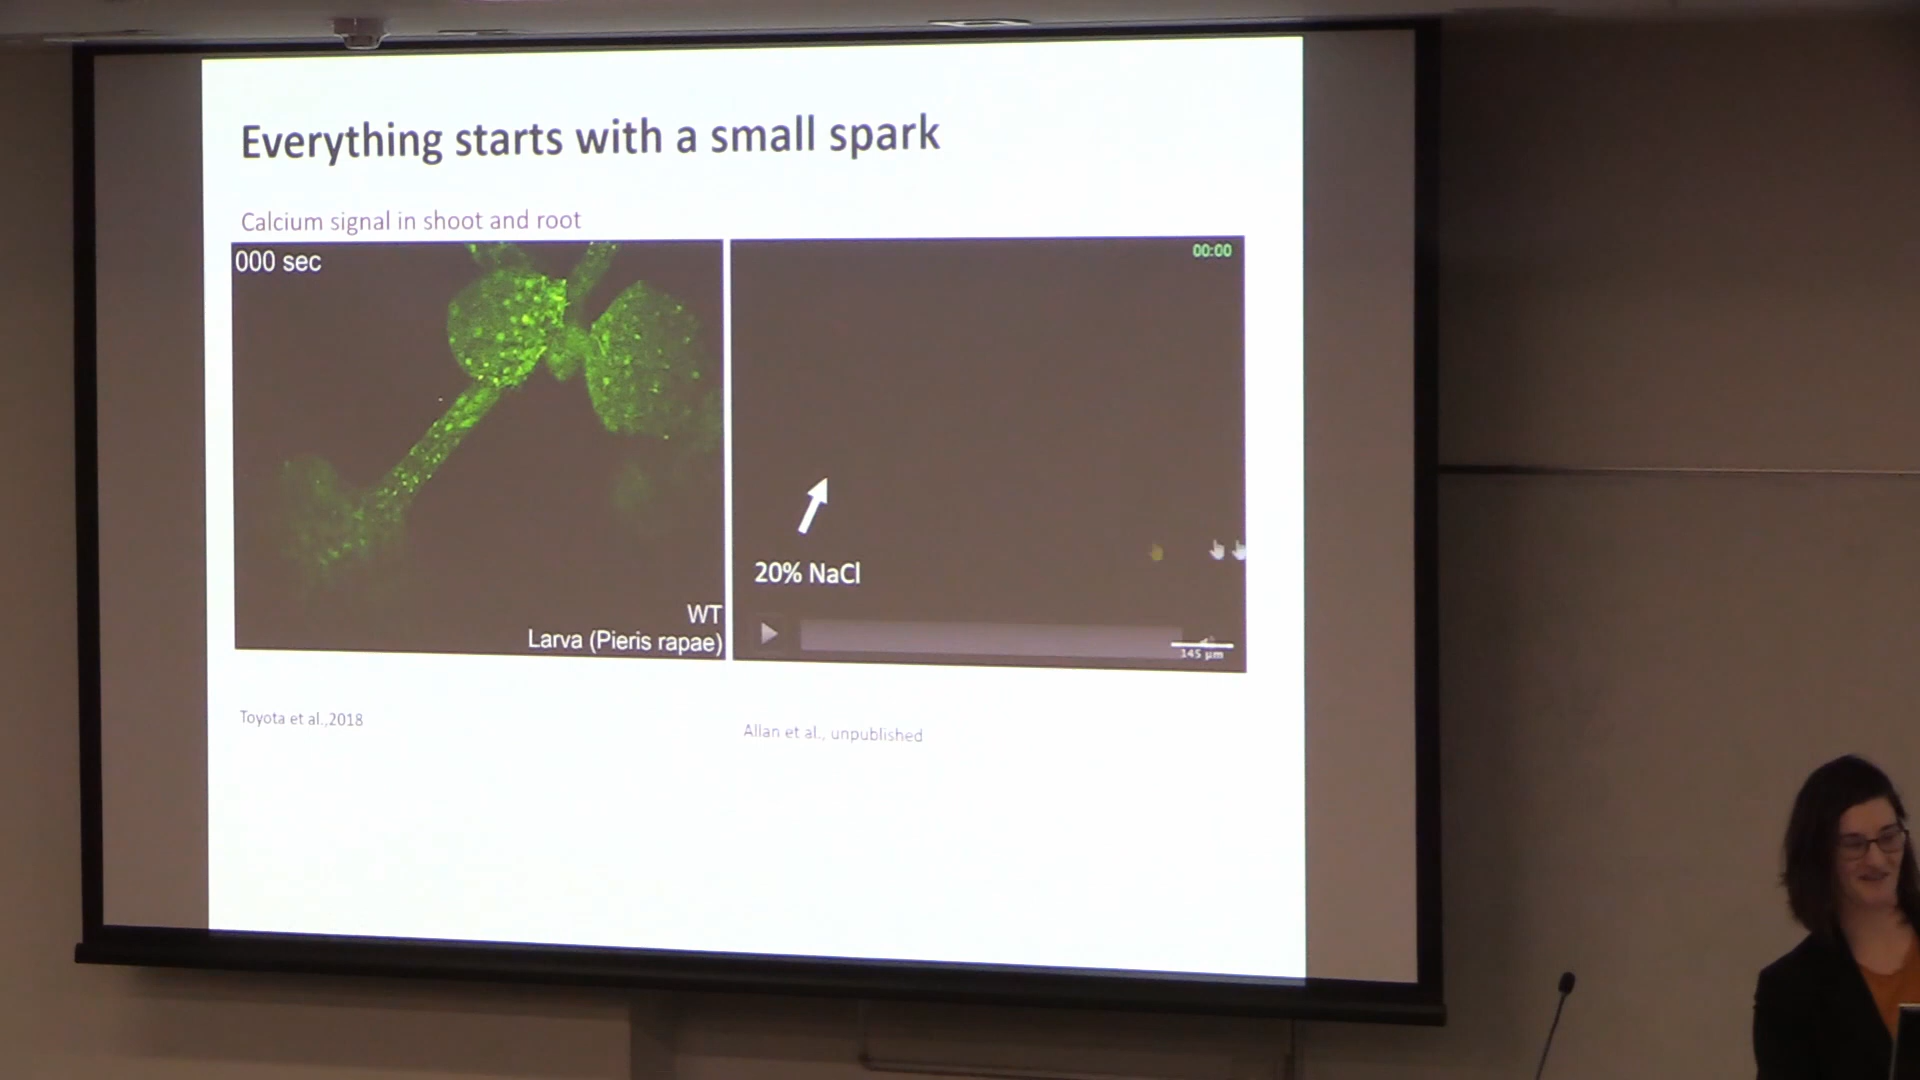 Everything starts with a small spark
Calcium signal in shoot and root
000 sec
WT
Larva (Pieris rapae)
00:00
20% NaCl
145 µm
Toyota et al.,2018
Allan et al., unpublished